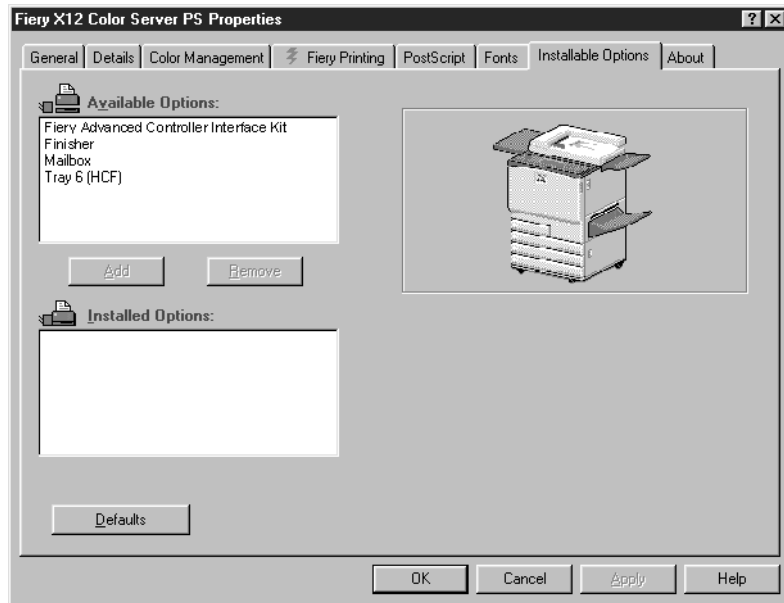 Fiery X12 Color Server PS Properties
General Details Color Management Fiery Printing PostScript Fonts Installable Options About
Available Options:
Fiery Advanced Controller Interface Kit
Finisher
Mailbox
Tray 6 (HCF)
Add Remove
Installed Options:
Defaults
OK Cancel Apply Help